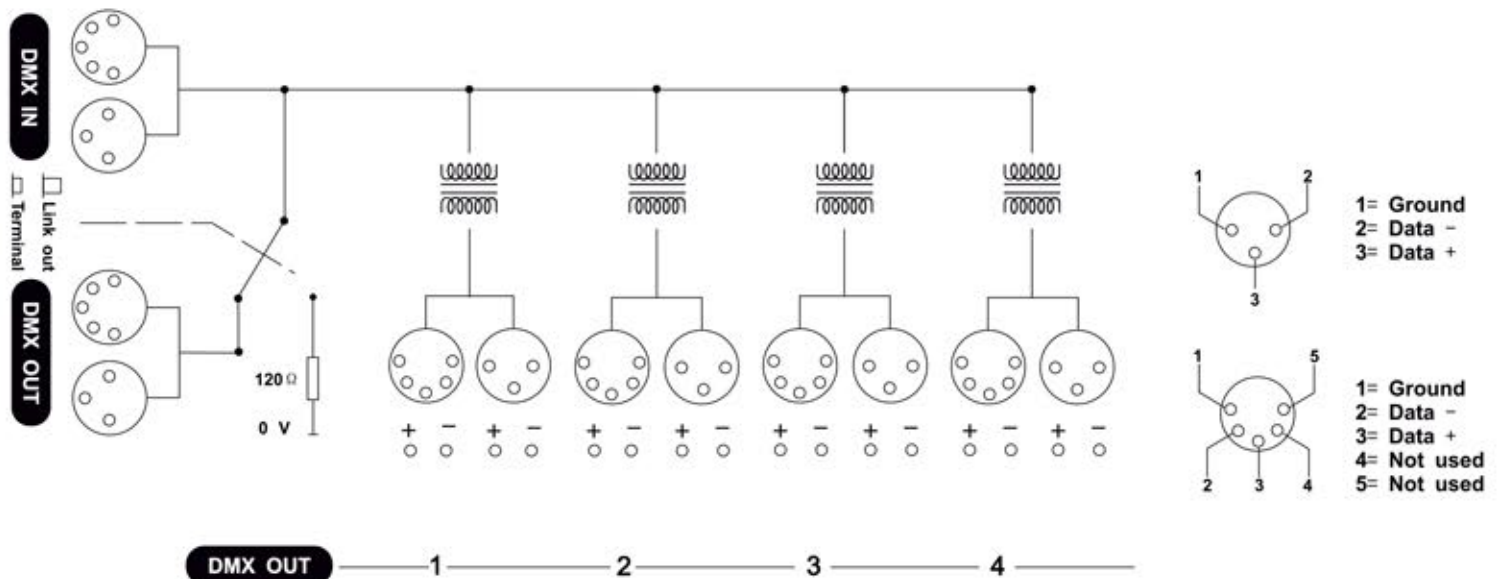 DMX IN
Link out
Terminal
DMX OUT
120 Ω
0 V
+ − + −
+ − + −
+ − + −
+ − + −
DMX OUT 1 2 3 4
1 2
3
1= Ground
2= Data -
3= Data +
1 5
2 3 4
1= Ground
2= Data -
3= Data +
4= Not used
5= Not used